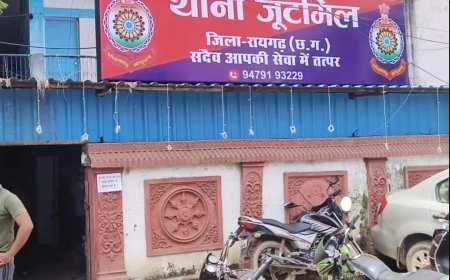 थाना जूटमिल
जिला-रायगढ़ (छ.ग.)
सदैव आपकी सेवा में तत्पर
94791 93229